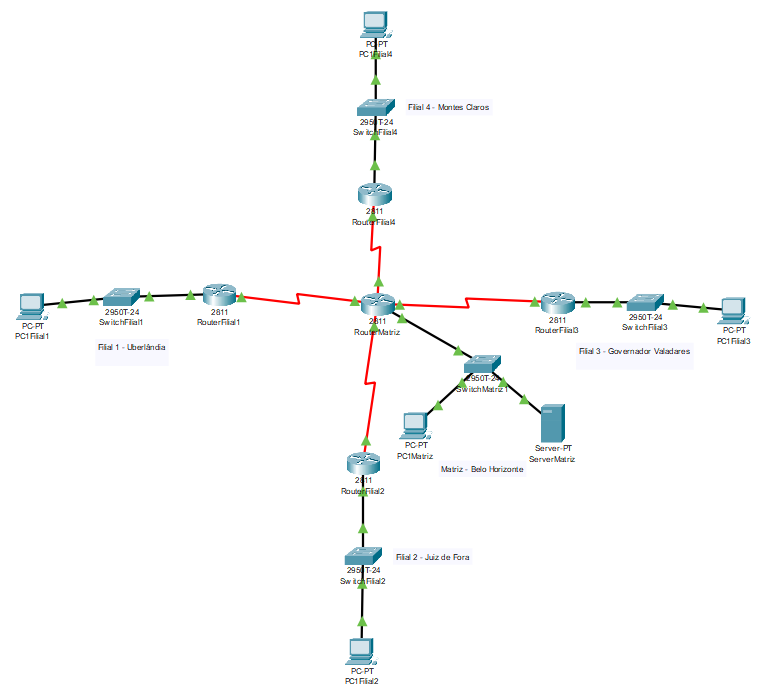 PC-PT
PC1Filial4
2950T-24
SwitchFilial4
Filial 4 - Montes Claros
2811
RouterFilial4
PC-PT
PC1Filial1
2950T-24
SwitchFilial1
2811
RouterFilial1
Filial 1 - Uberlândia
2811
RouterMatriz
2811
RouterFilial3
2950T-24
SwitchFilial3
PC-PT
PC1Filial3
Filial 3 - Governador Valadares
2950T-24
SwitchMatriz1
PC-PT
PC1Matriz
Server-PT
ServerMatriz
Matriz - Belo Horizonte
2811
RouterFilial2
2950T-24
SwitchFilial2
Filial 2 - Juiz de Fora
PC-PT
PC1Filial2